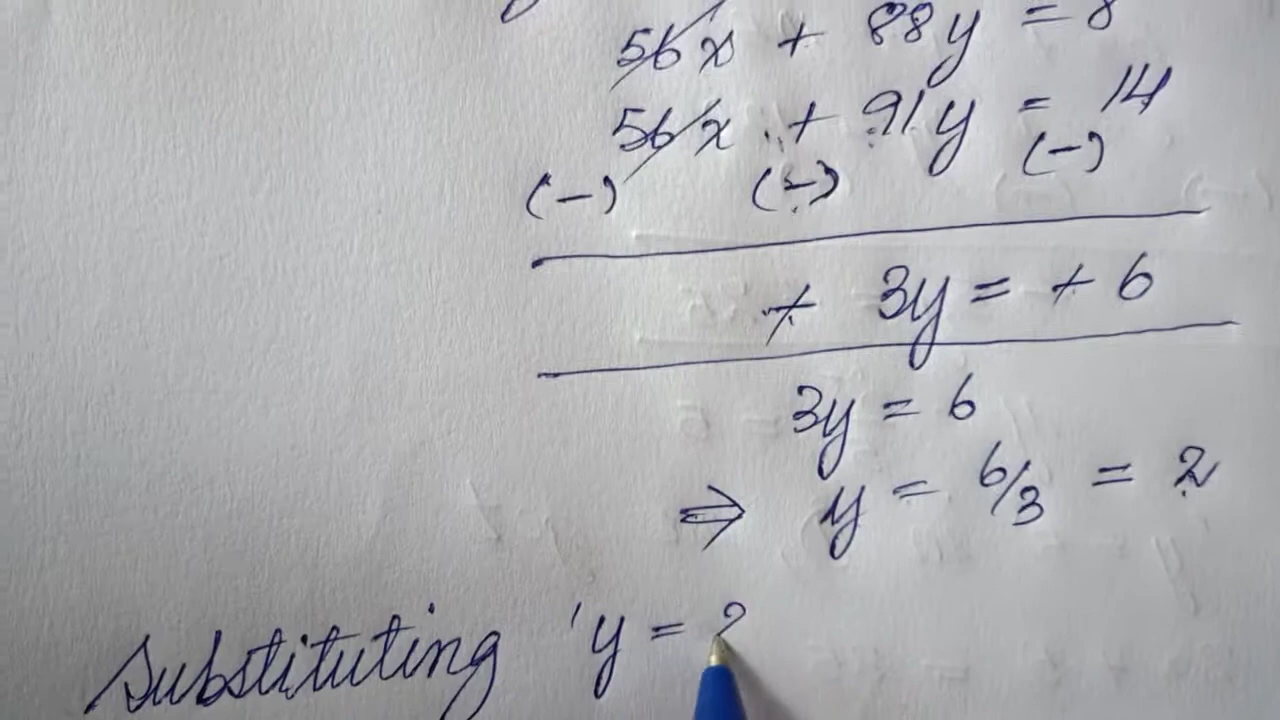 56x + 88y = 8
56x + 91y = 14
(-) (-) (-)
+ 3y = + 6
3y = 6
⇒ y = 6/3 = 2
Substituting 'y = 2